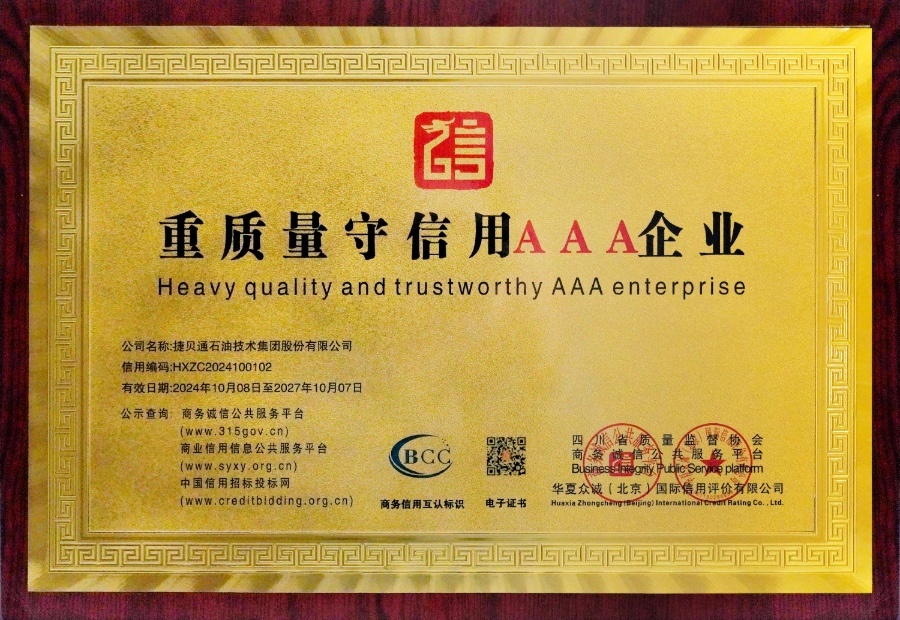 重质量守信用AAA企业
Heavy quality and trustworthy AAA enterprise
公司名称:捷贝通石油技术集团股份有限公司
信用编码:HXZC2024100102
有效日期:2024年10月08日至2027年10月07日
公示查询: 商务诚信公共服务平台
(www.315gov.cn)
商业信用信息公共服务平台
(www.syxy.org.cn)
中国信用招标投标网
(www.creditbidding.org.cn)
BCC
商务信用互认标识
电子证书
四川省质量监督协会
商务诚信公共服务平台
Business Integrity Public Service platform
华夏众诚(北京)国际信用评价有限公司
Huaxia Zhongcheng (Beijing) International Credit Rating Co., Ltd.